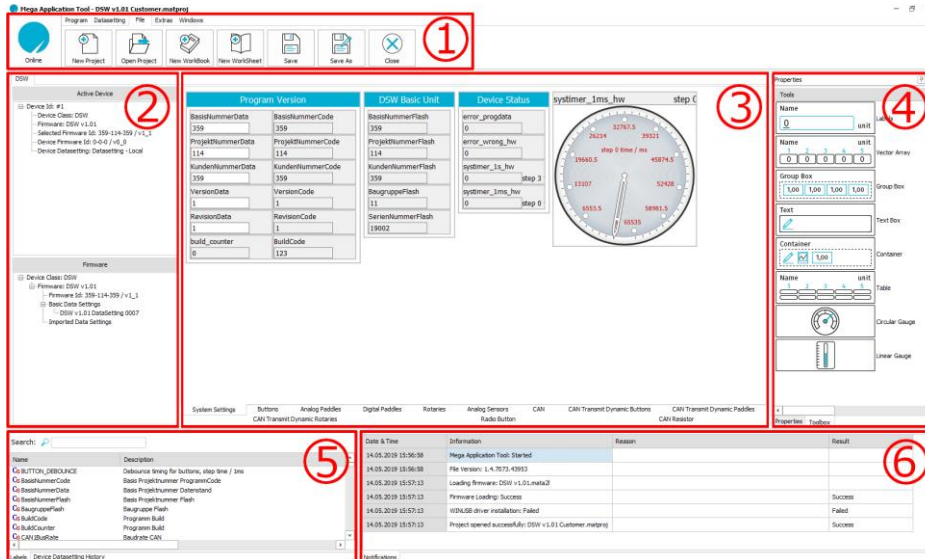 Mega Application Tool - DSW v1.01 Customer.matproj
Program Datasetting File Extras Windows
Online
New Project
Open Project
New WorkBook
New WorkSheet
Save
Save As
Close
1
DSW
Active Device
Device Id: #1
Device Class: DSW
Firmware: DSW v1.01
Selected Firmware Id: 359-114-359 / v1_1
Device Firmware Id: 0-0-0 / v0_0
Device Datasetting: Datasetting - Local
2
Firmware
Device Class: DSW
Firmware: DSW v1.01
Firmware Id: 359-114-359 / v1_1
Basic Data Settings
DSW v1.01 DataSetting 0007
Imported Data Settings
Program Version
BasisNummerData BasisNummerCode
359 359
ProjektNummerData ProjektNummerCode
114 114
KundenNummerData KundenNummerCode
359 359
VersionData VersionCode
1 1
RevisionData RevisionCode
1 1
build_counter BuildCode
0 123
DSW Basic Unit
BasisNummerFlash
359
ProjektNummerFlash
114
KundenNummerFlash
359
BaugruppeFlash
11
SerienNummerFlash
19002
Device Status
error_progdata
0
error_wrong_hw
0
systimer_1s_hw
0 step 3
systimer_1ms_hw
0 step 0
systimer_1ms_hw step 0
32767.5
26214 39321
step 0 time / ms
19660.5 45874.5
13107 52428
6553.5 58981.5
65535
3
System Settings Buttons Analog Paddles Digital Paddles Rotaries Analog Sensors CAN CAN Transmit Dynamic Buttons CAN Transmit Dynamic Paddles
CAN Transmit Dynamic Rotaries Radio Button CAN Resistor
Properties
Tools
4
Name
0 unit
Labels
Name unit
1 2 3 4 5
0 0 0 0 0
Vector Array
Group Box
1,00 1,00 1,00 1,00
Group Box
Text
Text Box
Container
1,00
Container
Name unit
1 2 3 4 5
Table
Circular Gauge
Linear Gauge
Properties Toolbox
Search:
5
Name Description
BUTTON_DEBOUNCE Debounce timing for buttons, step time / 1ms
BasisNummerCode Basis Projektnummer ProgrammCode
BasisNummerData Basis Projektnummer Datenstand
BasisNummerFlash Basis Projektnummer Flash
BaugruppeFlash Baugruppe Flash
BuildCode Programm Build
BuildCounter Programm Build
CAN1BusRate Baudrate CAN
Labels Device Datasetting History
Date & Time Information Reason Result
14.05.2019 15:56:58 Mega Application Tool: Started
14.05.2019 15:56:58 File Version: 1.4.7073.43953
14.05.2019 15:57:13 Loading firmware: DSW v1.01.mata2l
14.05.2019 15:57:13 Firmware Loading: Success Success
14.05.2019 15:57:13 WINUSB driver installation: Failed Failed
14.05.2019 15:57:13 Project opened successfully: DSW v1.01 Customer.matproj Success
6
Notifications